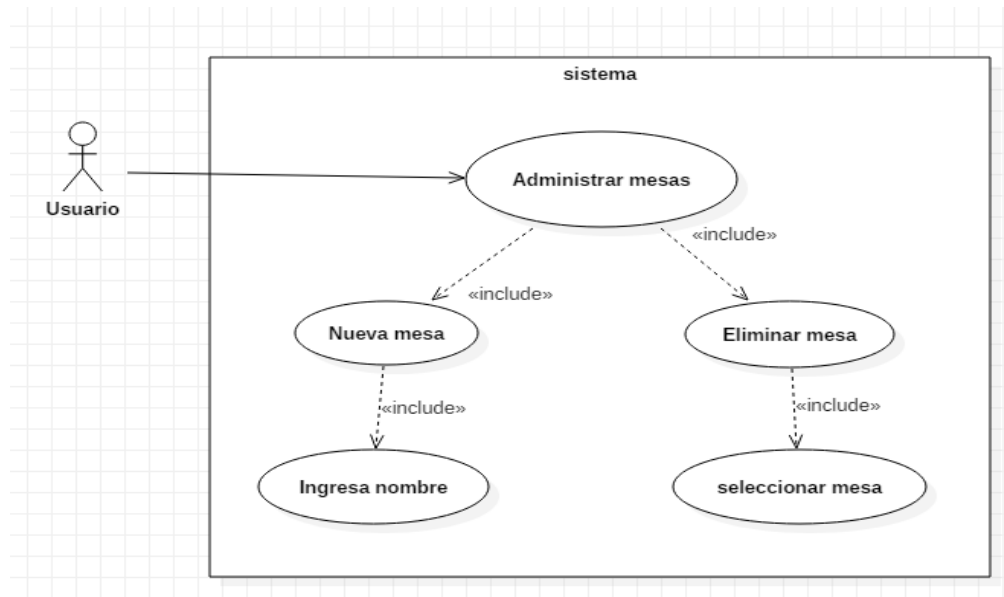 sistema
Usuario
Administrar mesas
«include»
«include»
Nueva mesa
Eliminar mesa
«include»
«include»
Ingresa nombre
seleccionar mesa